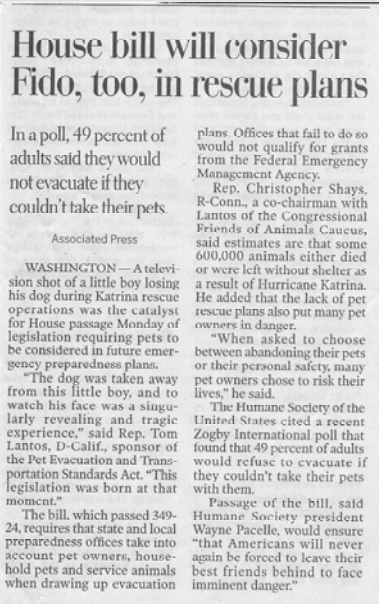 House bill will consider
Fido, too, in rescue plans
In a poll, 49 percent of
adults said they would
not evacuate if they
couldn't take their pets.
Associated Press
WASHINGTON — A televi-
sion shot of a little boy losing
his dog during Katrina rescue
operations was the catalyst
for House passage Monday of
legislation requiring pets to
be considered in future emer-
gency preparedness plans.
"The dog was taken away
from this little boy, and to
watch his face was a singu-
larly revealing and tragic
experience," said Rep. Tom
Lantos, D-Calif., sponsor of
the Pet Evacuation and Trans-
portation Standards Act. "This
legislation was born at that
moment."
The bill, which passed 349-
24, requires that state and local
preparedness offices take into
account pet owners, house-
hold pets and service animals
when drawing up evacuation
plans. Offices that fail to do so
would not qualify for grants
from the Federal Emergency
Management Agency.
Rep. Christopher Shays,
R-Conn., a co-chairman with
Lantos of the Congressional
Friends of Animals Caucus,
said estimates are that some
600,000 animals either died
or were left without shelter as
a result of Hurricane Katrina.
He added that the lack of pet
rescue plans also put many pet
owners in danger.
"When asked to choose
between abandoning their pets
or their personal safety, many
pet owners chose to risk their
lives," he said.
The Humane Society of the
United States cited a recent
Zogby International poll that
found that 49 percent of adults
would refuse to evacuate if
they couldn't take their pets
with them.
Passage of the bill, said
Humane Society president
Wayne Pacelle, would ensure
"that Americans will never
again be forced to leave their
best friends behind to face
imminent danger."